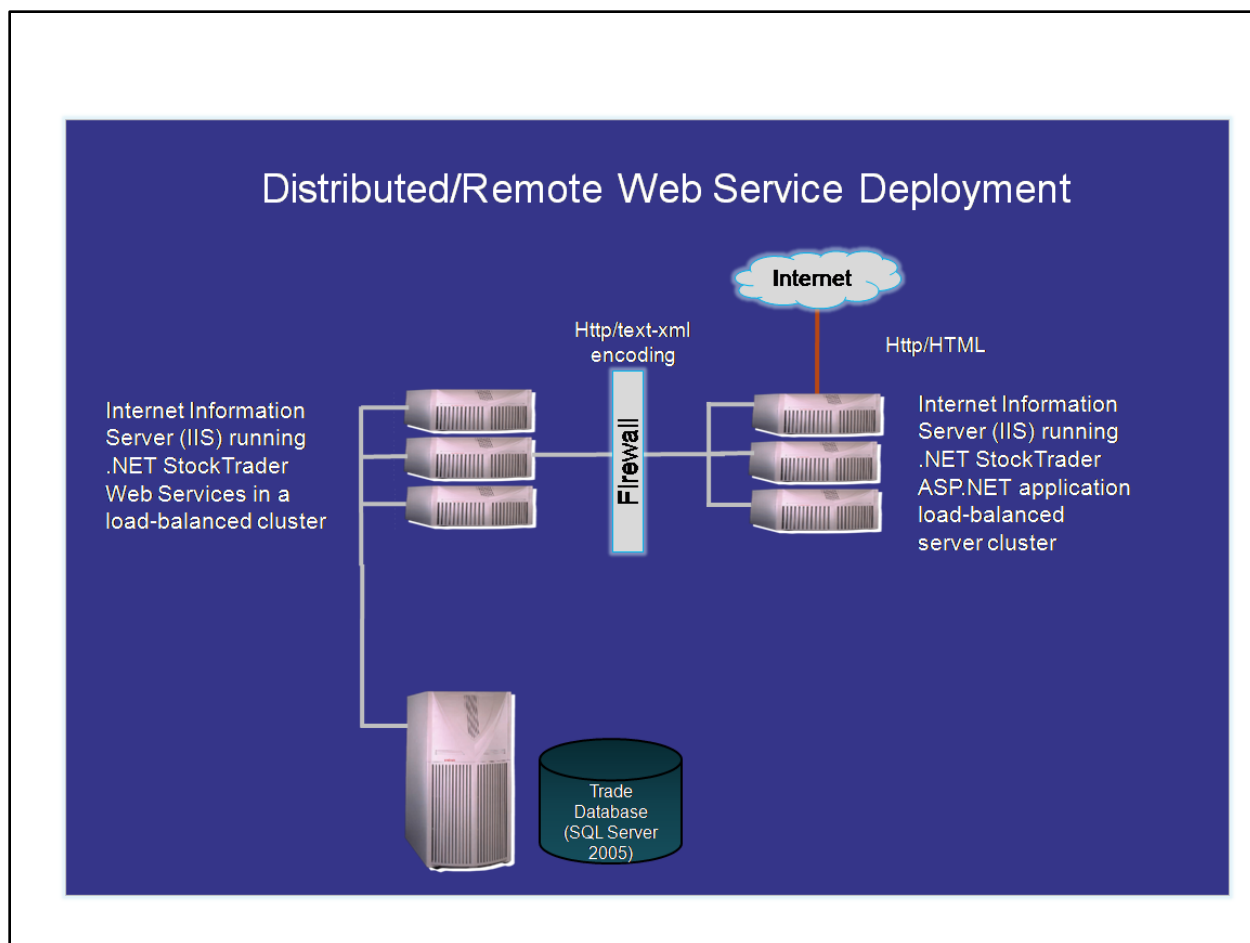 Distributed/Remote Web Service Deployment
Internet
Http/text-xml
encoding
Http/HTML
Internet Information
Server (IIS) running
.NET StockTrader
Web Services in a
load-balanced cluster
Firewall
Internet Information
Server (IIS) running
.NET StockTrader
ASP.NET application
load-balanced
server cluster
Trade
Database
(SQL Server
2005)